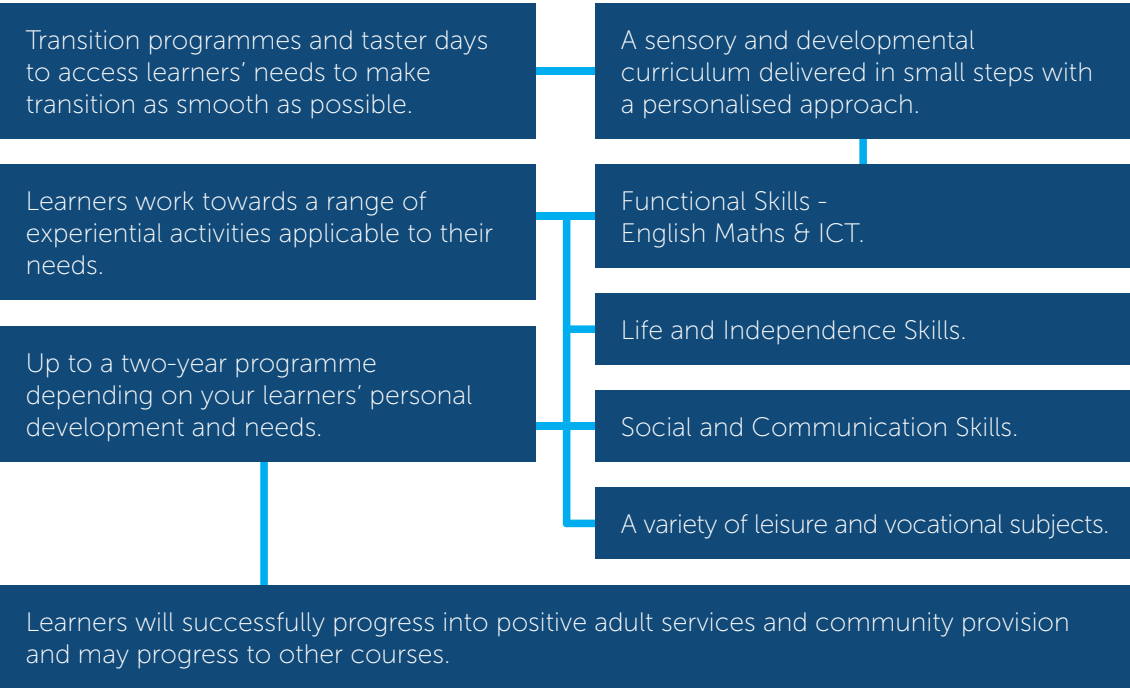 Transition programmes and taster days
to access learners’ needs to make
transition as smooth as possible.
A sensory and developmental
curriculum delivered in small steps with
a personalised approach.
Learners work towards a range of
experiential activities applicable to their
needs.
Functional Skills -
English Maths & ICT.
Life and Independence Skills.
Up to a two-year programme
depending on your learners’ personal
development and needs.
Social and Communication Skills.
A variety of leisure and vocational subjects.
Learners will successfully progress into positive adult services and community provision
and may progress to other courses.